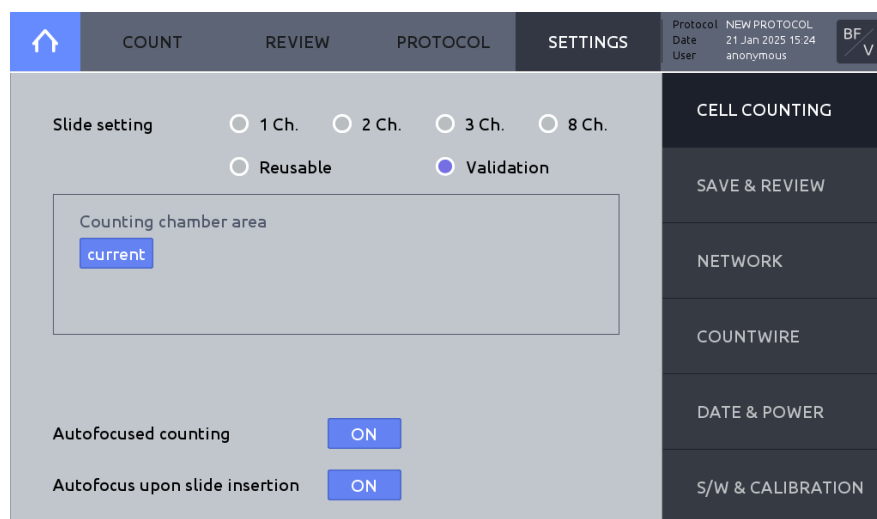 COUNT REVIEW PROTOCOL SETTINGS
Protocol NEW PROTOCOL
Date 21 Jan 2025 15:24
User anonymous
BF/V
Slide setting 1 Ch. 2 Ch. 3 Ch. 8 Ch.
Reusable Validation
Counting chamber area
current
Autofocused counting ON
Autofocus upon slide insertion ON
CELL COUNTING
SAVE & REVIEW
NETWORK
COUNTWIRE
DATE & POWER
S/W & CALIBRATION